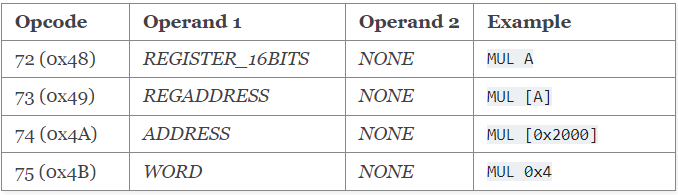 Opcode Operand 1 Operand 2 Example
72 (0x48) REGISTER_16BITS NONE MUL A
73 (0x49) REGADDRESS NONE MUL [A]
74 (0x4A) ADDRESS NONE MUL [0x2000]
75 (0x4B) WORD NONE MUL 0x4